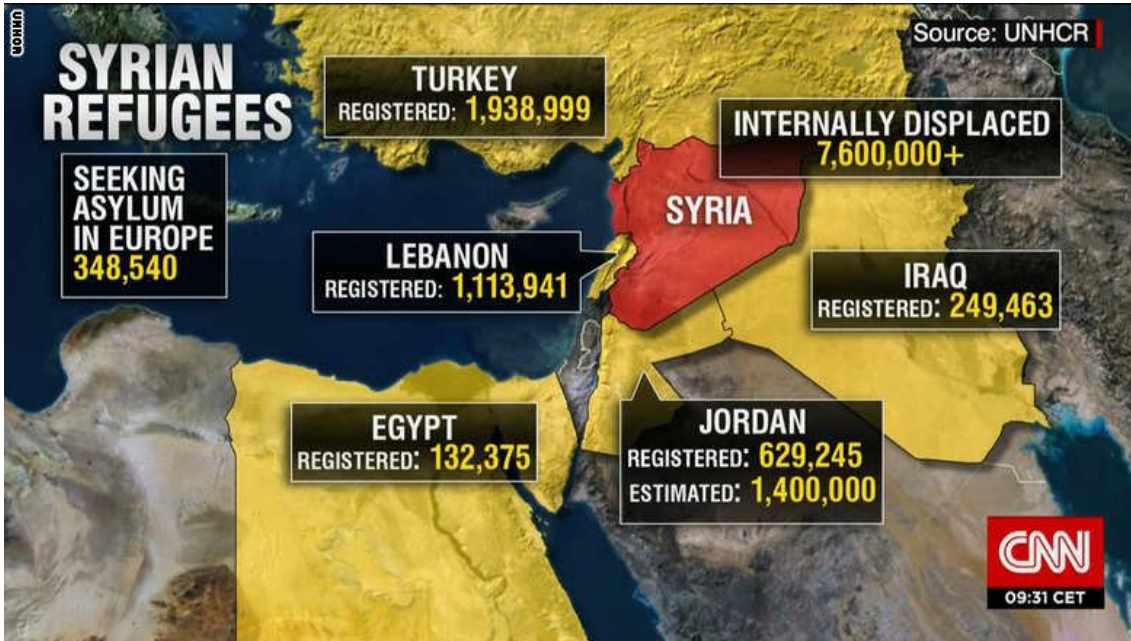 UNHCR
SYRIAN
REFUGEES
Source: UNHCR
TURKEY
REGISTERED: 1,938,999
INTERNALLY DISPLACED
7,600,000+
SEEKING
ASYLUM
IN EUROPE
348,540
SYRIA
LEBANON
REGISTERED: 1,113,941
IRAQ
REGISTERED: 249,463
EGYPT
REGISTERED: 132,375
JORDAN
REGISTERED: 629,245
ESTIMATED: 1,400,000
CNN
09:31 CET